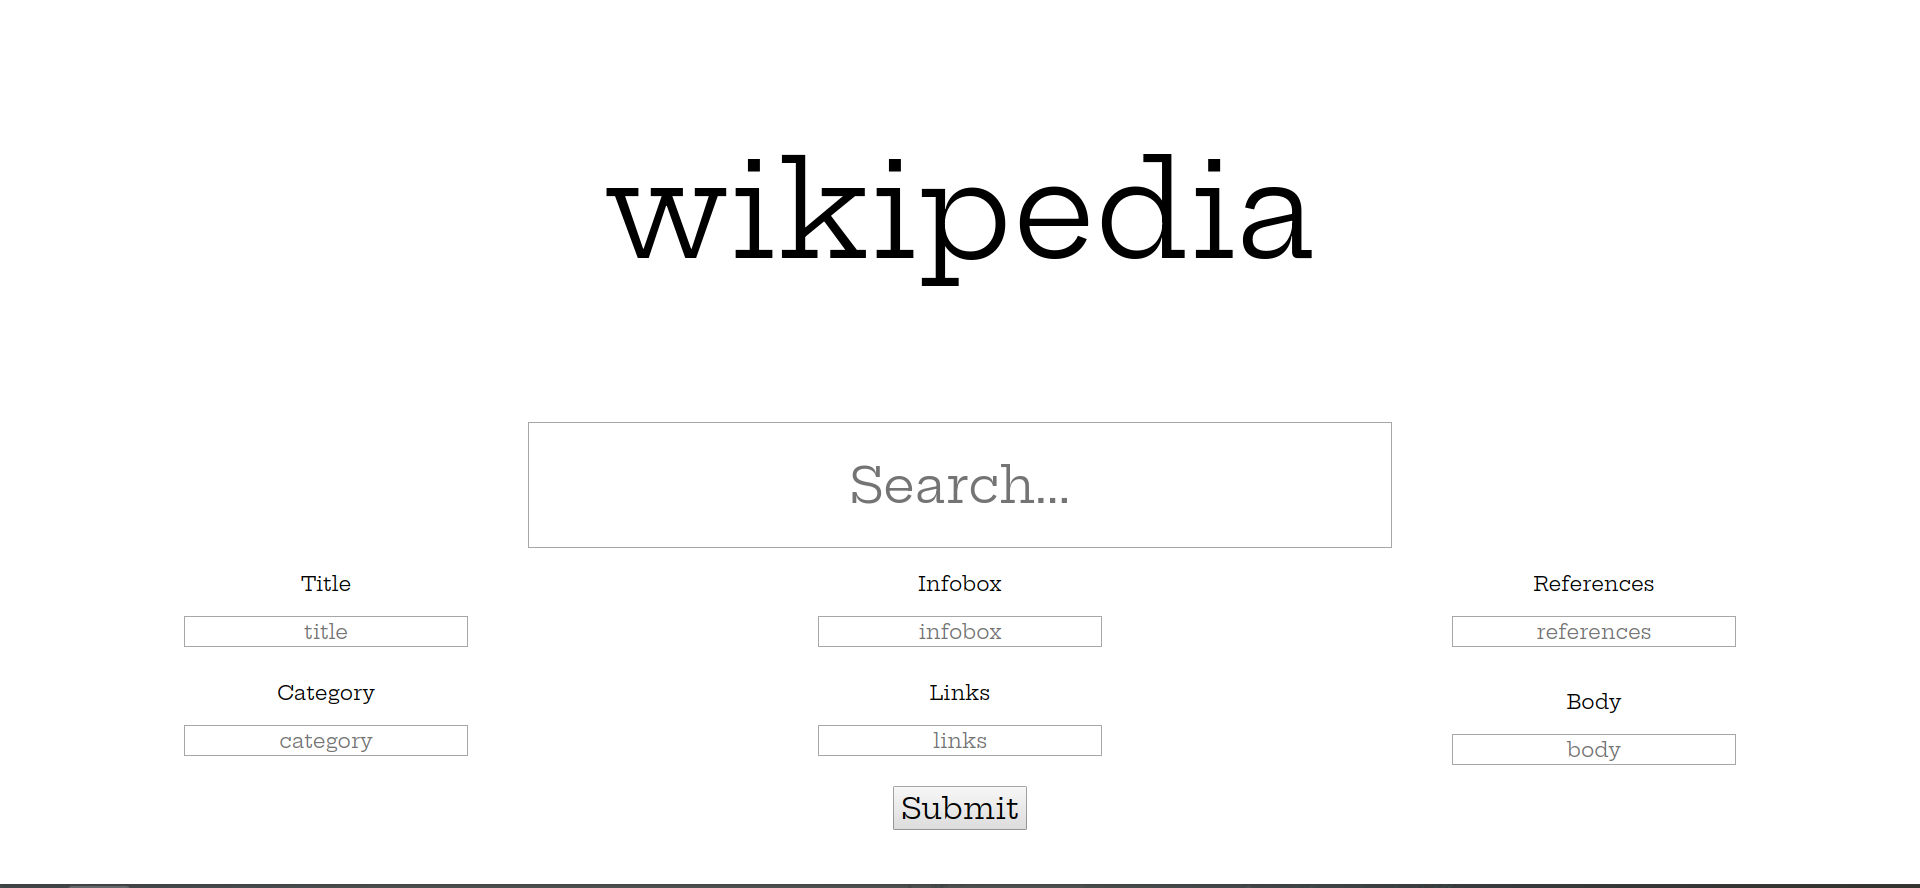 wikipedia
Search...
Title Infobox References
title infobox references
Category Links Body
category links body
Submit